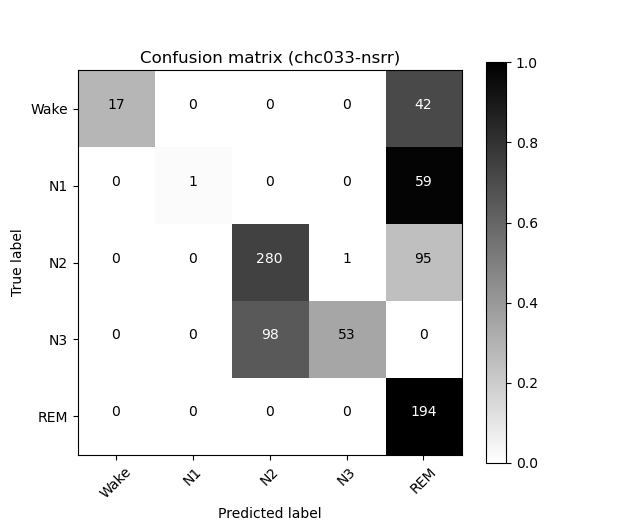 Confusion matrix (chc033-nsrr)
True label
Wake 17 0 0 0 42
N1 0 1 0 0 59
N2 0 0 280 1 95
N3 0 0 98 53 0
REM 0 0 0 0 194
Wake N1 N2 N3 REM
Predicted label
1.0
0.8
0.6
0.4
0.2
0.0